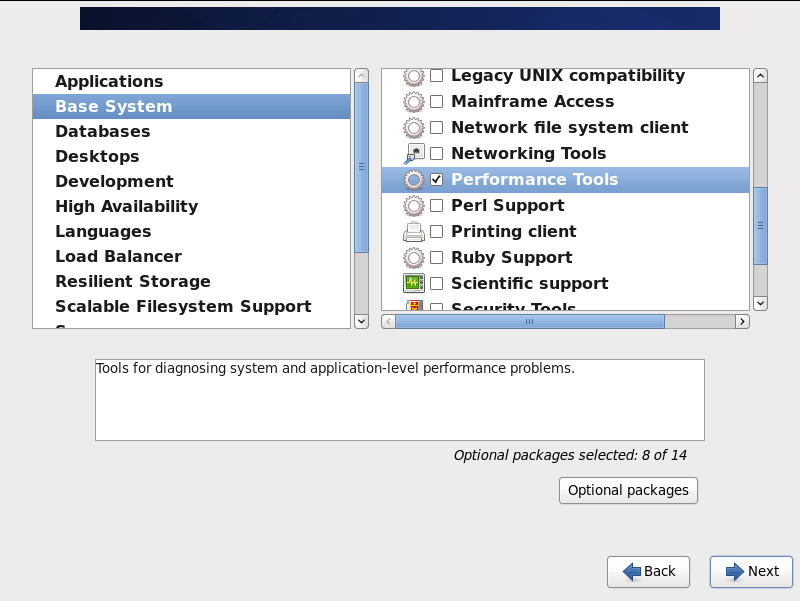 Applications
Base System
Databases
Desktops
Development
High Availability
Languages
Load Balancer
Resilient Storage
Scalable Filesystem Support
Legacy UNIX compatibility
Mainframe Access
Network file system client
Networking Tools
Performance Tools
Perl Support
Printing client
Ruby Support
Scientific support
Security Tools
Tools for diagnosing system and application-level performance problems.
Optional packages selected: 8 of 14
Optional packages
Back
Next